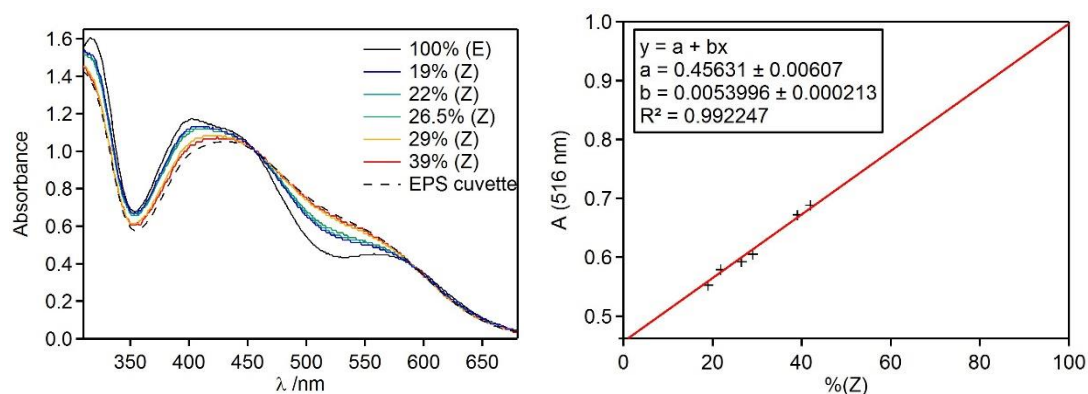 Absorbance
1.6
1.4
1.2
1.0
0.8
0.6
0.4
0.2
0.0
350
400
450
500
550
600
650
λ /nm
100% (E)
19% (Z)
22% (Z)
26.5% (Z)
29% (Z)
39% (Z)
EPS cuvette
A (516 nm)
1.0
0.9
0.8
0.7
0.6
0.5
0
20
40
60
80
100
%(Z)
y = a + bx
a = 0.45631 ± 0.00607
b = 0.0053996 ± 0.000213
R² = 0.992247